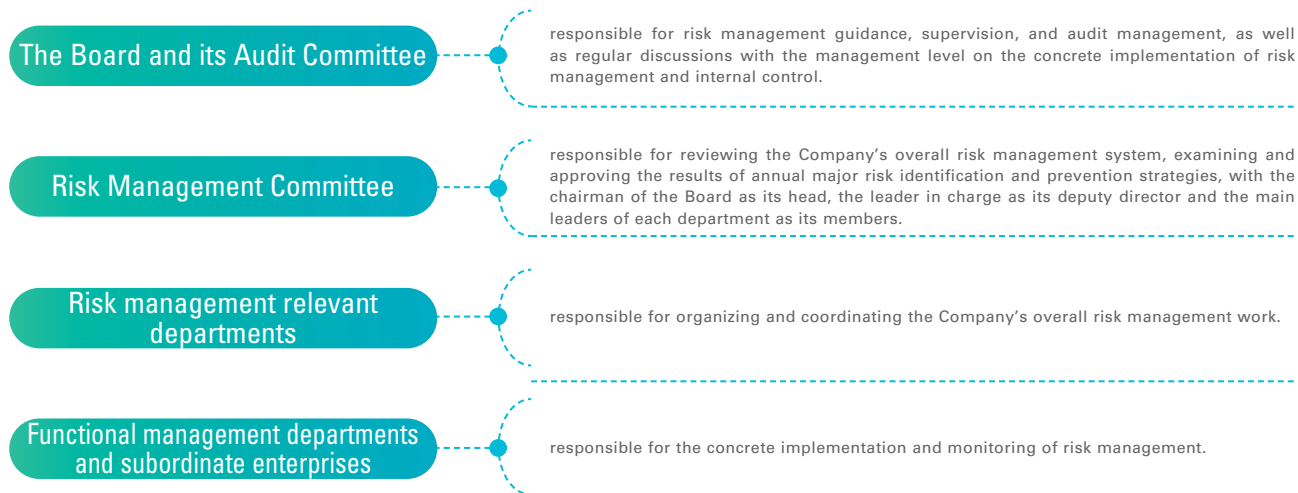 The Board and its Audit Committee
responsible for risk management guidance, supervision, and audit management, as well
as regular discussions with the management level on the concrete implementation of risk
management and internal control.
Risk Management Committee
responsible for reviewing the Company's overall risk management system, examining and
approving the results of annual major risk identification and prevention strategies, with the
chairman of the Board as its head, the leader in charge as its deputy director and the main
leaders of each department as its members.
Risk management relevant
departments
responsible for organizing and coordinating the Company's overall risk management work.
Functional management departments
and subordinate enterprises
responsible for the concrete implementation and monitoring of risk management.